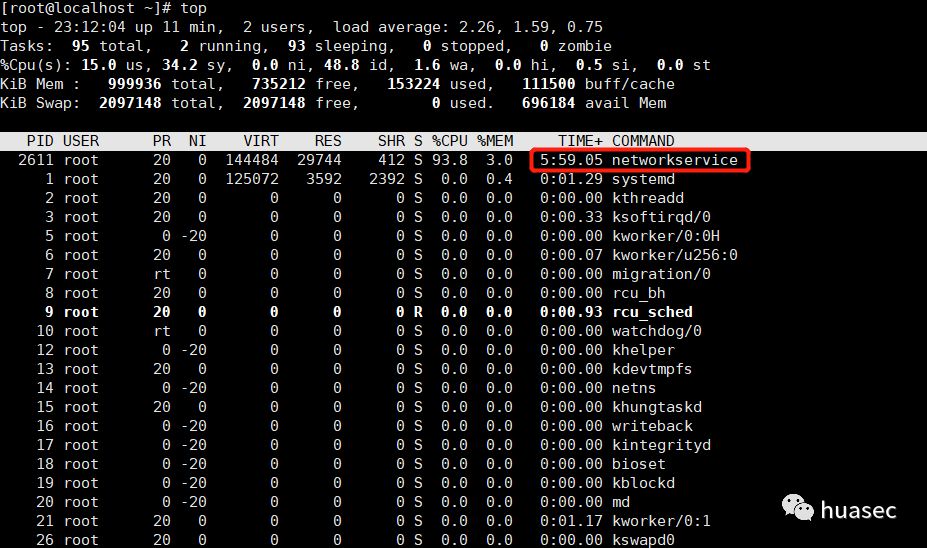 [root@localhost ~]# top
top - 23:12:04 up 11 min,  2 users,  load average: 2.26, 1.59, 0.75
Tasks:  95 total,   2 running,  93 sleeping,   0 stopped,   0 zombie
%Cpu(s): 15.0 us, 34.2 sy,  0.0 ni, 48.8 id,  1.6 wa,  0.0 hi,  0.5 si,  0.0 st
KiB Mem :   999936 total,   735212 free,   153224 used,   111500 buff/cache
KiB Swap:  2097148 total,  2097148 free,        0 used.   696184 avail Mem
PID USER PR NI VIRT RES SHR S %CPU %MEM TIME+ COMMAND
2611 root 20 0 144484 29744 412 S 93.8 3.0 5:59.05 networkservice
1 root 20 0 125072 3592 2392 S 0.0 0.4 0:01.29 systemd
2 root 20 0 0 0 0 S 0.0 0.0 0:00.00 kthreadd
3 root 20 0 0 0 0 S 0.0 0.0 0:00.33 ksoftirqd/0
5 root 0 -20 0 0 0 S 0.0 0.0 0:00.00 kworker/0:0H
6 root 20 0 0 0 0 S 0.0 0.0 0:00.07 kworker/u256:0
7 root rt 0 0 0 0 S 0.0 0.0 0:00.00 migration/0
8 root 20 0 0 0 0 S 0.0 0.0 0:00.00 rcu_bh
9 root 20 0 0 0 0 R 0.0 0.0 0:00.93 rcu_sched
10 root rt 0 0 0 0 S 0.0 0.0 0:00.00 watchdog/0
12 root 0 -20 0 0 0 S 0.0 0.0 0:00.00 khelper
13 root 20 0 0 0 0 S 0.0 0.0 0:00.00 kdevtmpfs
14 root 0 -20 0 0 0 S 0.0 0.0 0:00.00 netns
15 root 20 0 0 0 0 S 0.0 0.0 0:00.00 khungtaskd
16 root 0 -20 0 0 0 S 0.0 0.0 0:00.00 writeback
17 root 0 -20 0 0 0 S 0.0 0.0 0:00.00 kintegrityd
18 root 0 -20 0 0 0 S 0.0 0.0 0:00.00 bioset
19 root 0 -20 0 0 0 S 0.0 0.0 0:00.00 kblockd
20 root 0 -20 0 0 0 S 0.0 0.0 0:00.00 md
21 root 20 0 0 0 0 S 0.0 0.0 0:01.17 kworker/0:1
26 root 20 0 0 0 0 S 0.0 0.0 0:00.00 kswapd0
huasec